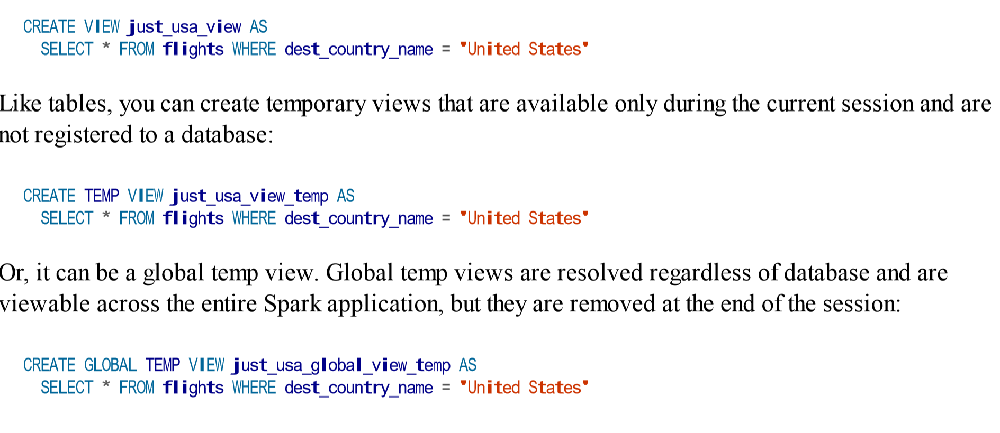 CREATE VIEW just_usa_view AS
SELECT * FROM flights WHERE dest_country_name = "United States"
Like tables, you can create temporary views that are available only during the current session and are
not registered to a database:
CREATE TEMP VIEW just_usa_view_temp AS
SELECT * FROM flights WHERE dest_country_name = "United States"
Or, it can be a global temp view. Global temp views are resolved regardless of database and are
viewable across the entire Spark application, but they are removed at the end of the session:
CREATE GLOBAL TEMP VIEW just_usa_global_view_temp AS
SELECT * FROM flights WHERE dest_country_name = "United States"